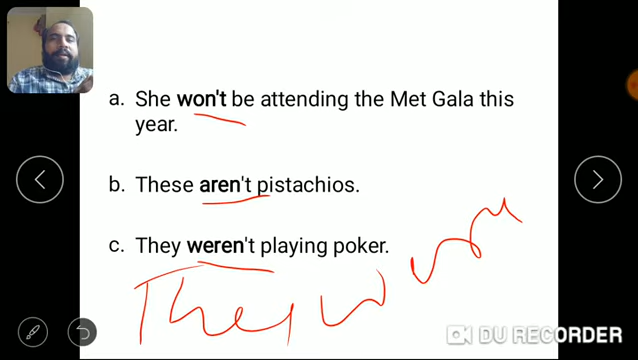 a. She won't be attending the Met Gala this
year.
b. These aren't pistachios.
c. They weren't playing poker.
They
DU RECORDER